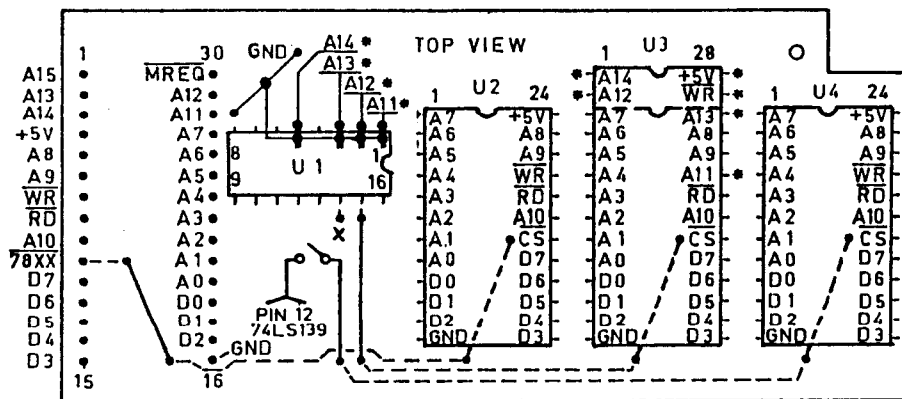 TOP VIEW
1
30
GND
A14*
A13*
A12*
A11*
A15
A13
A14
+5V
A8
A9
WR
RD
A10
78XX
D7
D6
D5
D4
D3
15
MREQ
A12
A11
A7
A6
A5
A4
A3
A2
A1
A0
D0
D1
D2
GND
16
8
1
U1
9
16
X
PIN 12
74LS139
U2
1
24
A7 +5V
A6 A8
A5 A9
A4 WR
A3 RD
A2 A10
A1 CS
A0 D7
D0 D6
D1 D5
D2 D4
GND D3
U3
1
28
* A14 +5V *
* A12 WR *
A7 A13 *
A6 A8
A5 A9
A4 A11 *
A3 RD
A2 A10
A1 CS
A0 D7
D0 D6
D1 D5
D2 D4
GND D3
U4
1
24
A7 +5V
A6 A8
A5 A9
A4 WR
A3 RD
A2 A10
A1 CS
A0 D7
D0 D6
D1 D5
D2 D4
GND D3